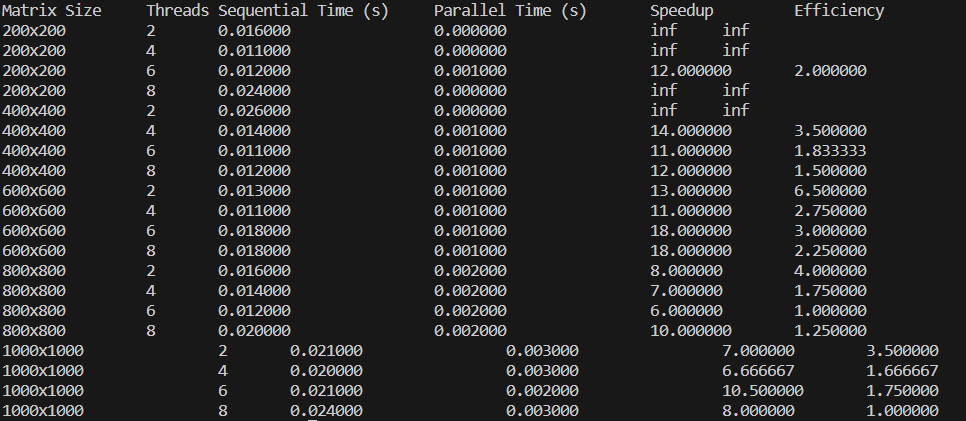 Matrix Size Threads Sequential Time (s) Parallel Time (s) Speedup Efficiency
200x200 2 0.016000 0.000000 inf inf
200x200 4 0.011000 0.000000 inf inf
200x200 6 0.012000 0.001000 12.000000 2.000000
200x200 8 0.024000 0.000000 inf inf
400x400 2 0.026000 0.000000 inf inf
400x400 4 0.014000 0.001000 14.000000 3.500000
400x400 6 0.011000 0.001000 11.000000 1.833333
400x400 8 0.012000 0.001000 12.000000 1.500000
600x600 2 0.013000 0.001000 13.000000 6.500000
600x600 4 0.011000 0.001000 11.000000 2.750000
600x600 6 0.018000 0.001000 18.000000 3.000000
600x600 8 0.018000 0.001000 18.000000 2.250000
800x800 2 0.016000 0.002000 8.000000 4.000000
800x800 4 0.014000 0.002000 7.000000 1.750000
800x800 6 0.012000 0.002000 6.000000 1.000000
800x800 8 0.020000 0.002000 10.000000 1.250000
1000x1000 2 0.021000 0.003000 7.000000 3.500000
1000x1000 4 0.020000 0.003000 6.666667 1.666667
1000x1000 6 0.021000 0.002000 10.500000 1.750000
1000x1000 8 0.024000 0.003000 8.000000 1.000000